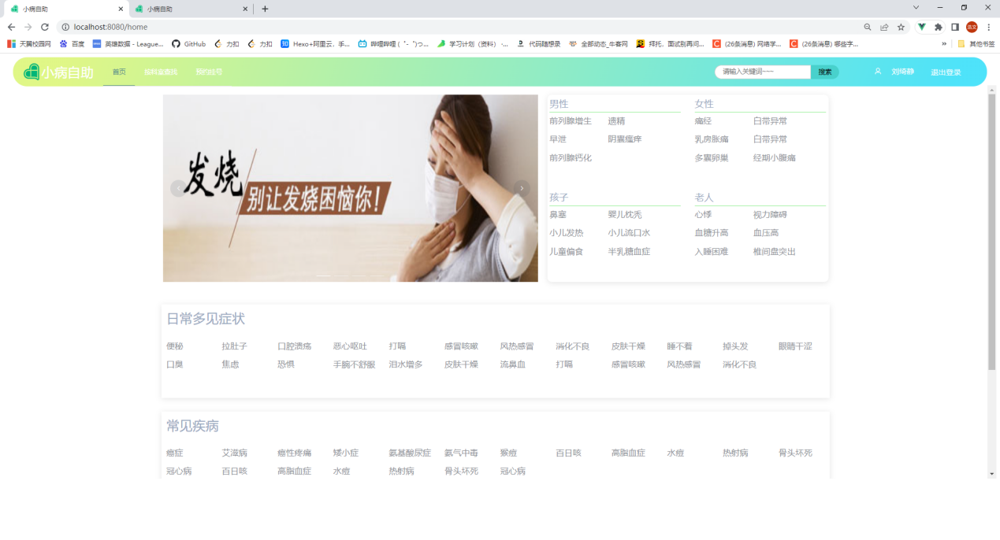 小病自助
小病自助
localhost:8080/home
天翼校园网 百度 英雄数据 - League... GitHub 力扣 力扣 Hexo+阿里云，手... 哔哩哔哩 ( ゜- ゜)つ... 学习计划（资料） -... 代码随想录 全部动态_牛客网 拜托，面试别再问... (26条消息) 网络学... (26条消息) 哪些字... » 其他书签
小病自助 首页 按科室查找 预约挂号 请输入关键词~~~ 搜索 刘绮静 退出登录
发烧
别让发烧困恼你！
男性
前列腺增生 遗精
早泄 阴囊瘙痒
前列腺钙化
女性
痛经 白带异常
乳房胀痛 白带异常
多囊卵巢 经期小腹痛
孩子
鼻塞 婴儿枕秃
小儿发热 小儿流口水
儿童偏食 半乳糖血症
老人
心悸 视力障碍
血糖升高 血压高
入睡困难 椎间盘突出
日常多见症状
便秘 拉肚子 口腔溃疡 恶心呕吐 打嗝 感冒咳嗽 风热感冒 消化不良 皮肤干燥 睡不着 掉头发 眼睛干涩
口臭 焦虑 恐惧 手腕不舒服 泪水增多 皮肤干燥 流鼻血 打嗝 感冒咳嗽 风热感冒 消化不良
常见疾病
癌症 艾滋病 癌性疼痛 矮小症 氨基酸尿症 氨气中毒 猴痘 百日咳 高脂血症 水痘 热射病 骨头坏死
冠心病 百日咳 高脂血症 水痘 热射病 骨头坏死 冠心病